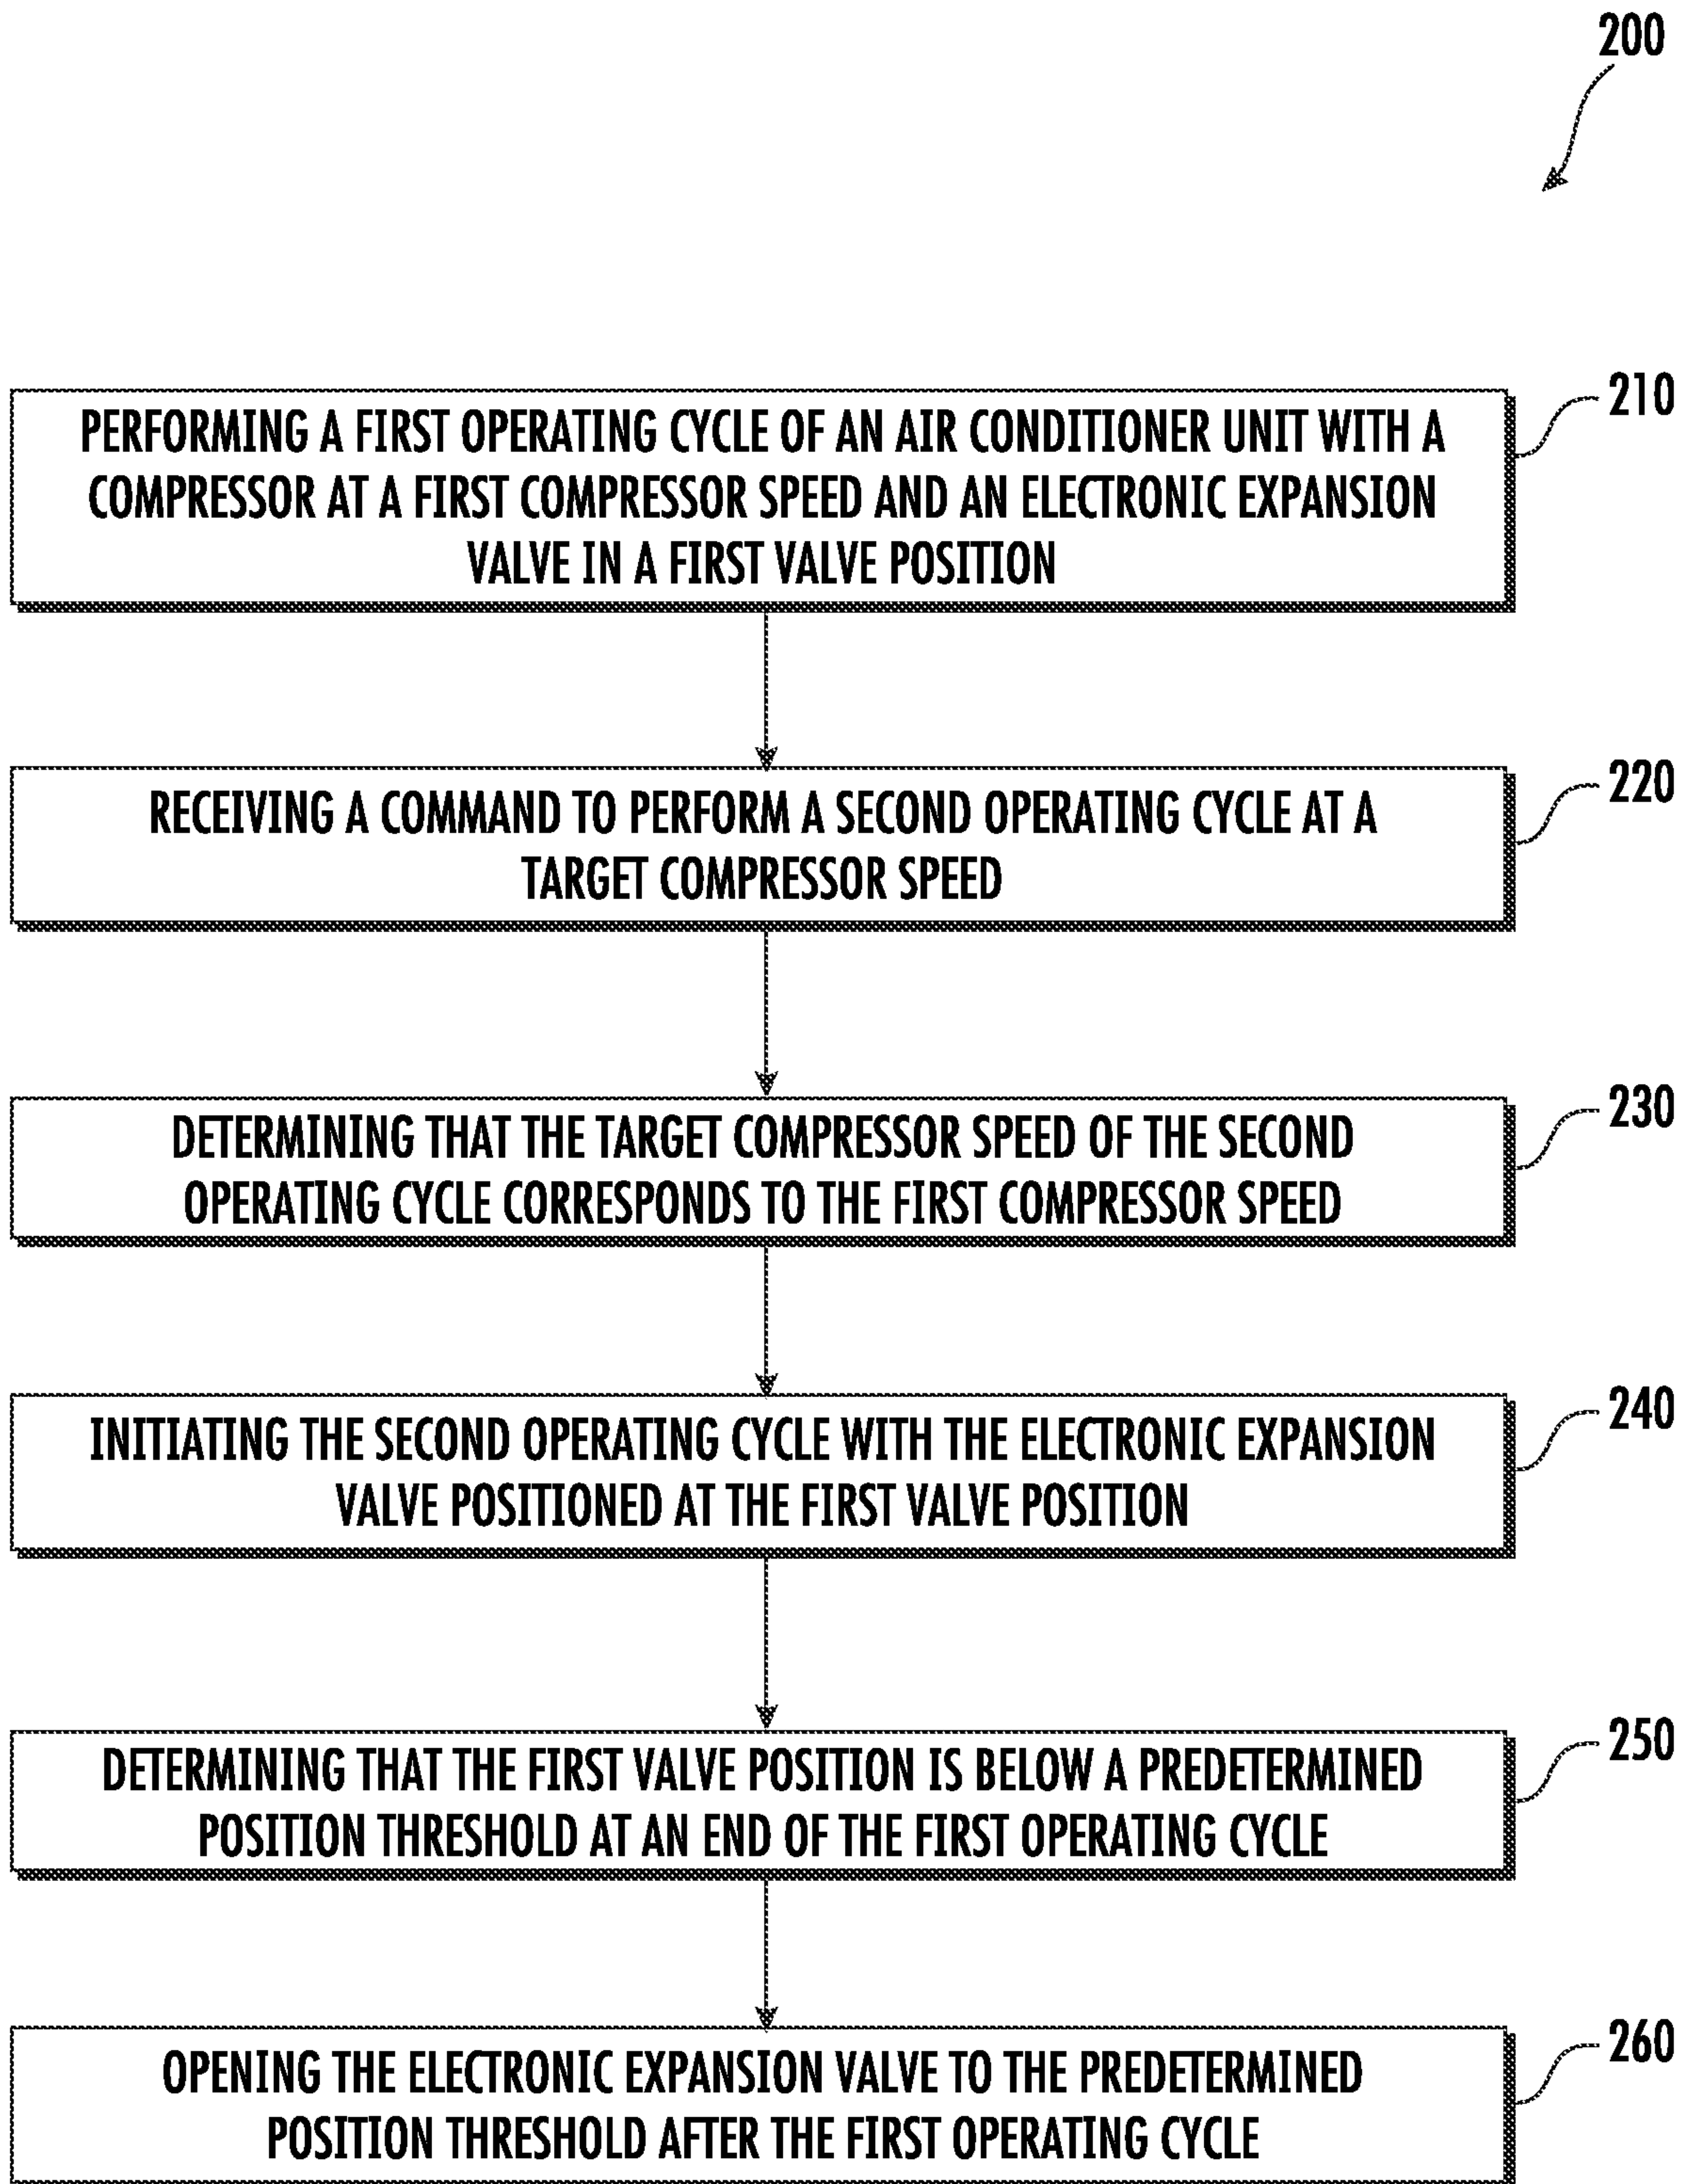 200
210
PERFORMING A FIRST OPERATING CYCLE OF AN AIR CONDITIONER UNIT WITH A
COMPRESSOR AT A FIRST COMPRESSOR SPEED AND AN ELECTRONIC EXPANSION
VALVE IN A FIRST VALVE POSITION
220
RECEIVING A COMMAND TO PERFORM A SECOND OPERATING CYCLE AT A
TARGET COMPRESSOR SPEED
230
DETERMINING THAT THE TARGET COMPRESSOR SPEED OF THE SECOND
OPERATING CYCLE CORRESPONDS TO THE FIRST COMPRESSOR SPEED
240
INITIATING THE SECOND OPERATING CYCLE WITH THE ELECTRONIC EXPANSION
VALVE POSITIONED AT THE FIRST VALVE POSITION
250
DETERMINING THAT THE FIRST VALVE POSITION IS BELOW A PREDETERMINED
POSITION THRESHOLD AT AN END OF THE FIRST OPERATING CYCLE
260
OPENING THE ELECTRONIC EXPANSION VALVE TO THE PREDETERMINED
POSITION THRESHOLD AFTER THE FIRST OPERATING CYCLE